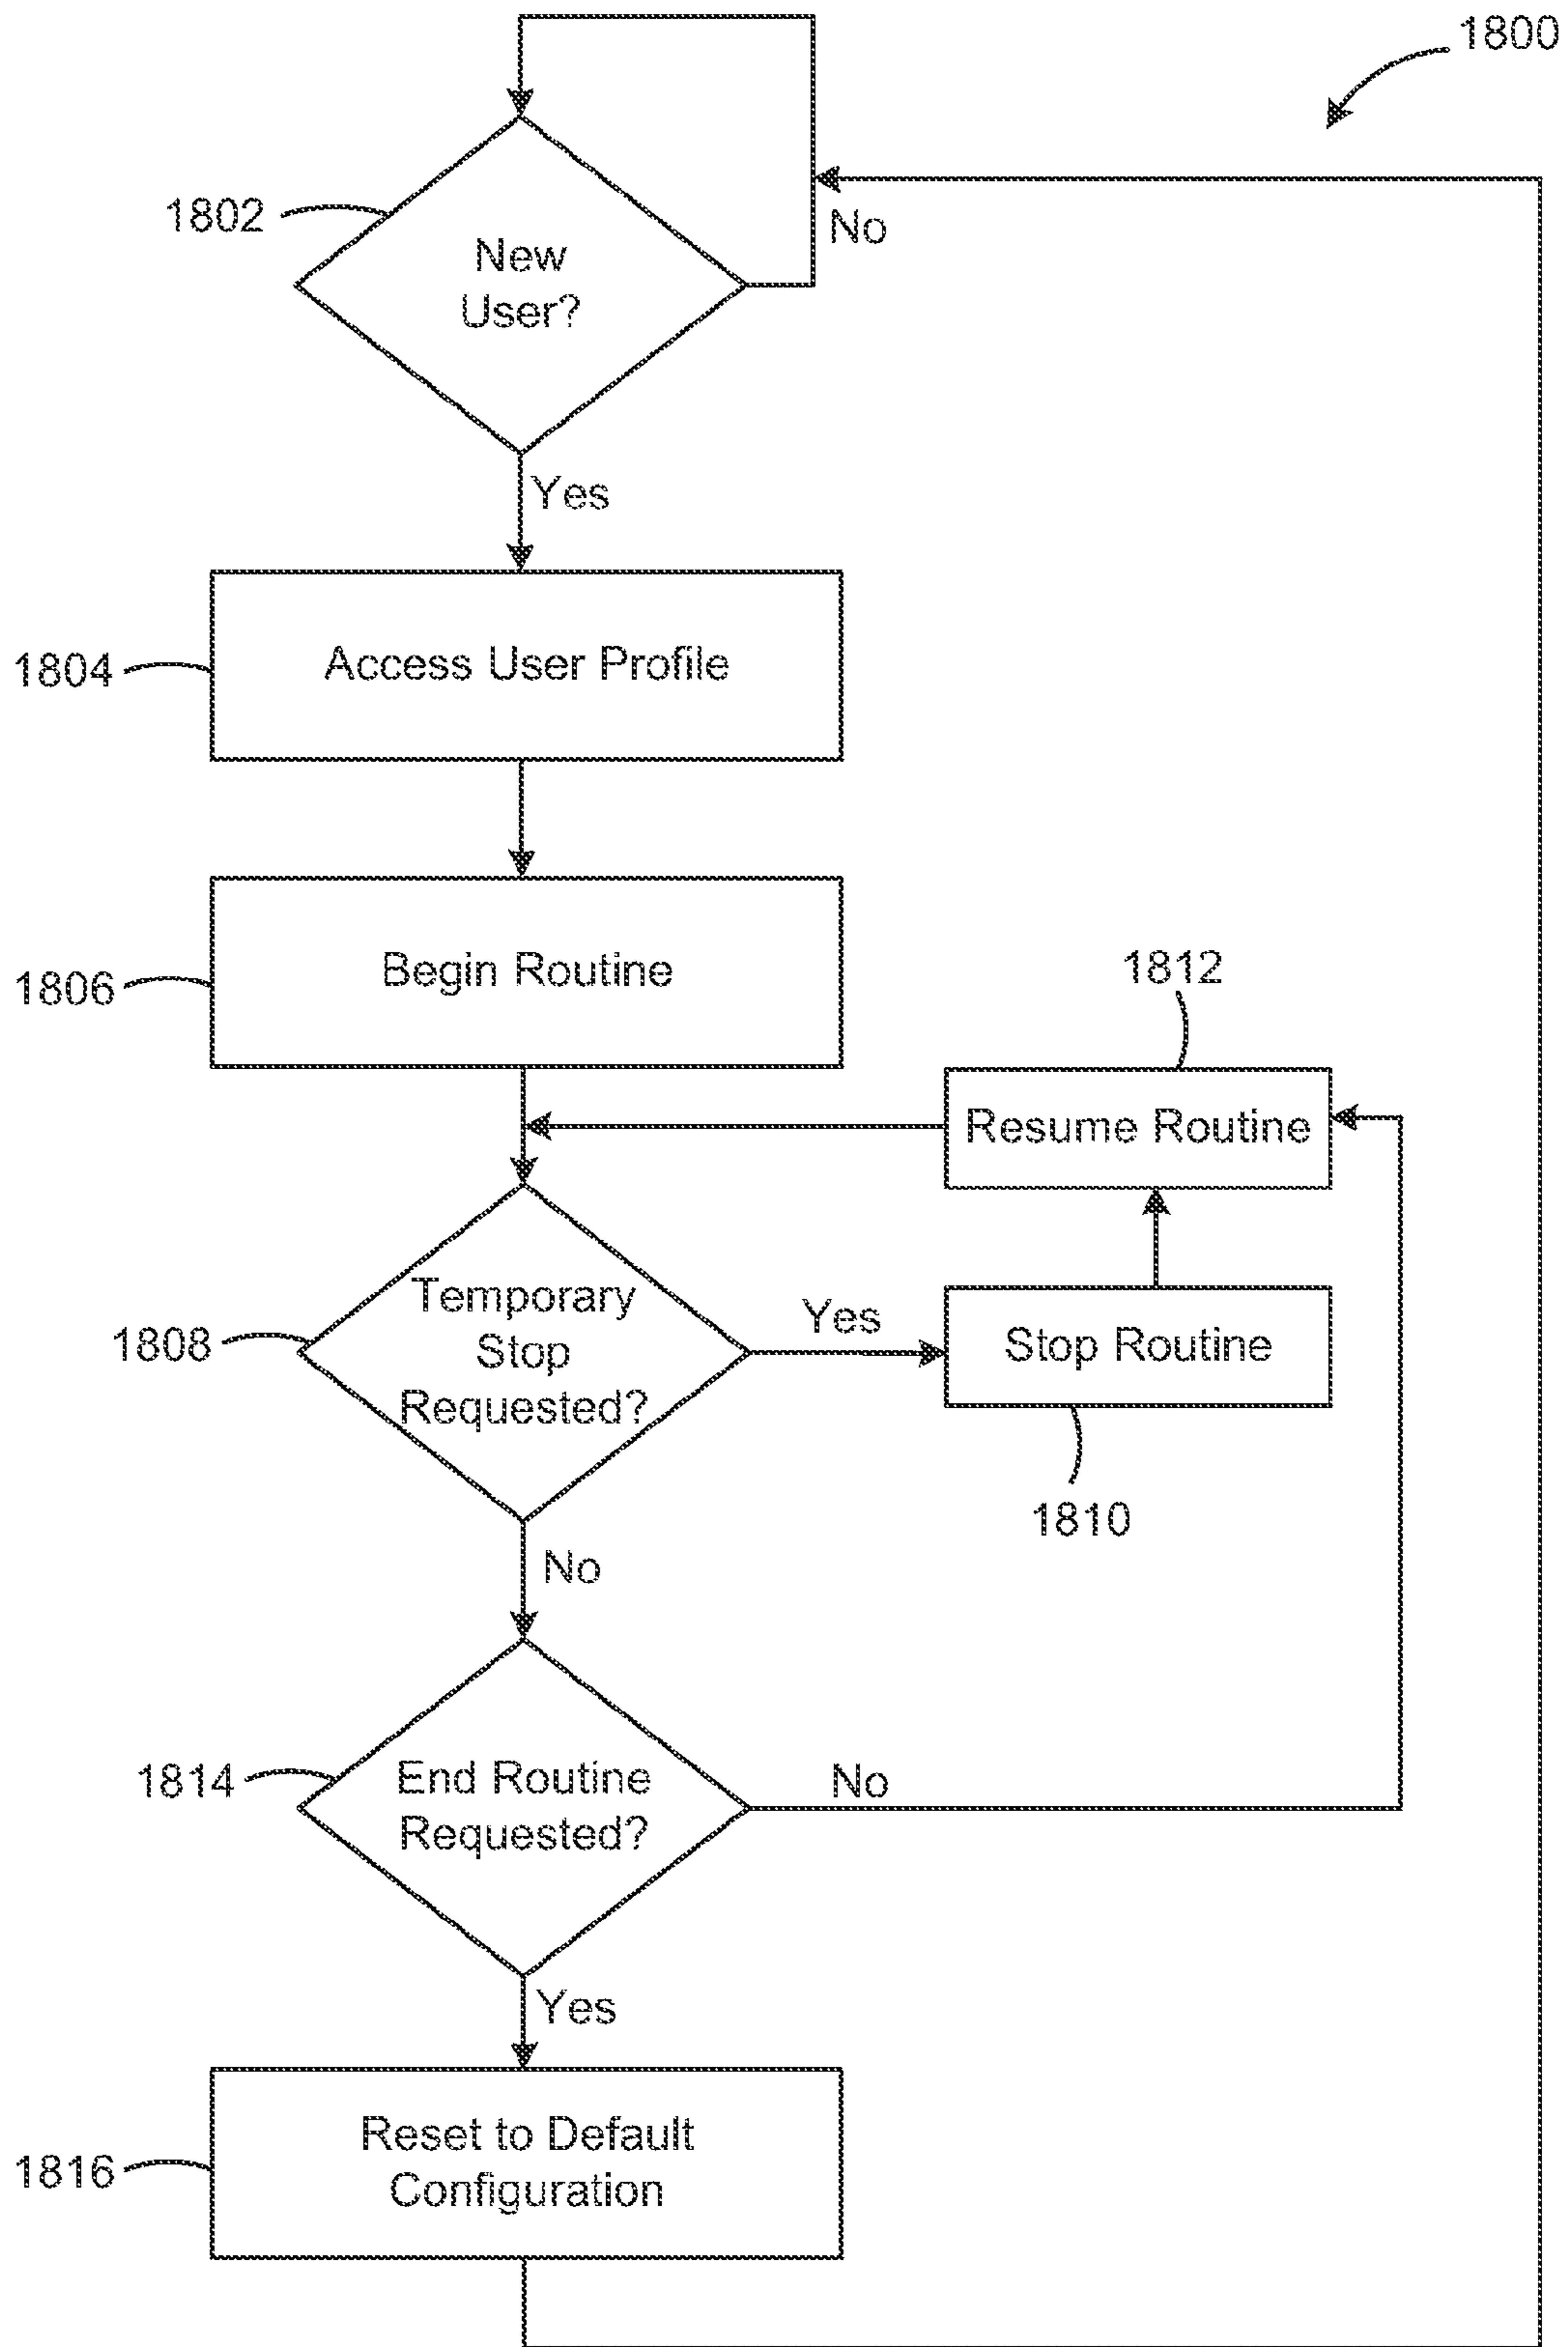 1800
1802
New
User?
No
Yes
1804
Access User Profile
1806
Begin Routine
1812
Resume Routine
1808
Temporary
Stop
Requested?
Yes
Stop Routine
1810
No
1814
End Routine
Requested?
No
Yes
1816
Reset to Default
Configuration